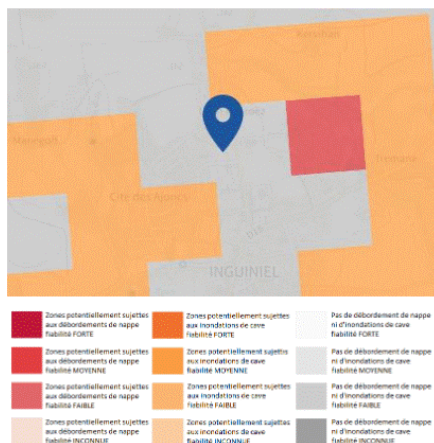 Kersihan
Manegoff
Cité des Ajoncs
INGUINIEL
Zones potentiellement sujettes
aux débordements de nappe
fiabilité FORTE
Zones potentiellement sujettes
aux inondations de cave
fiabilité FORTE
Pas de débordement de nappe
ni d'inondations de cave
fiabilité FORTE
Zones potentiellement sujettes
aux débordements de nappe
fiabilité MOYENNE
Zones potentiellement sujettes
aux inondations de cave
fiabilité MOYENNE
Pas de débordement de nappe
ni d'inondations de cave
fiabilité MOYENNE
Zones potentiellement sujettes
aux débordements de nappe
fiabilité FAIBLE
Zones potentiellement sujettes
aux inondations de cave
fiabilité FAIBLE
Pas de débordement de nappe
ni d'inondations de cave
fiabilité FAIBLE
Zones potentiellement sujettes
aux débordements de nappe
fiabilité INCONNUE
Zones potentiellement sujettes
aux inondations de cave
fiabilité INCONNUE
Pas de débordement de nappe
ni d'inondations de cave
fiabilité INCONNUE